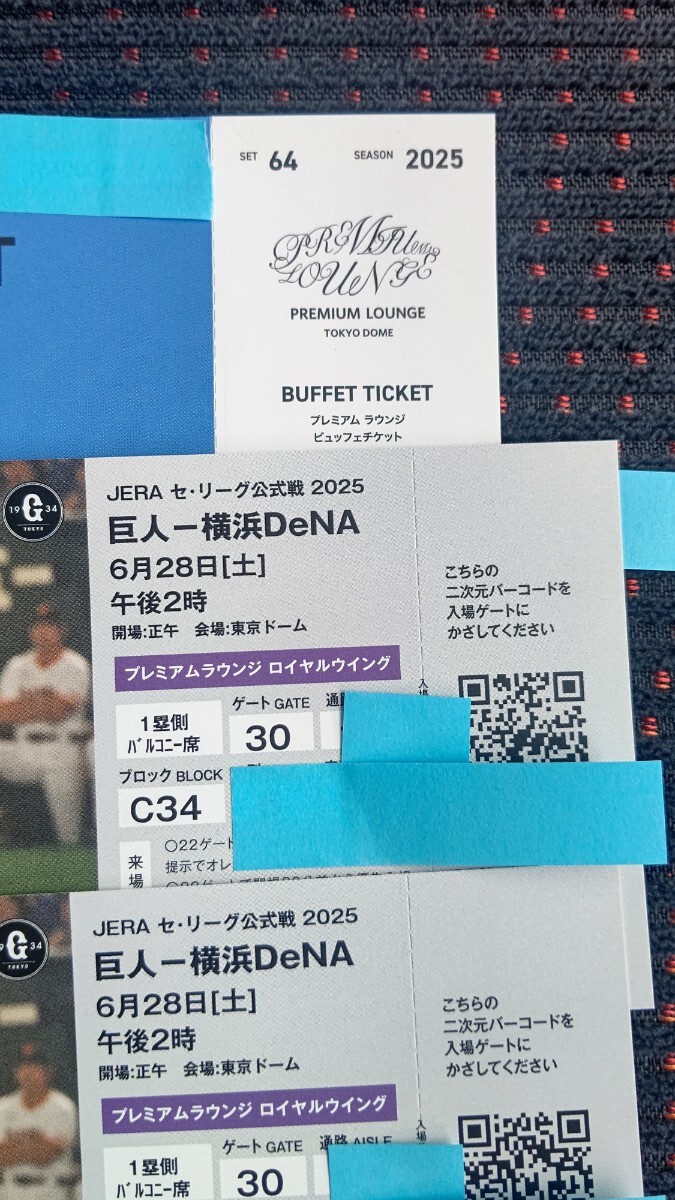 T
SET 64 SEASON 2025
PREMIUM LOUNGE
PREMIUM LOUNGE
TOKYO DOME
BUFFET TICKET
プレミアム ラウンジ
ビュッフェチケット
19 G 34
TOKYO
JERA セ・リーグ公式戦 2025
巨人ー横浜DeNA
6月28日[土]
午後2時
開場:正午 会場:東京ドーム
プレミアムラウンジ ロイヤルウイング
1塁側
バルコニー席
ゲート GATE
30
ブロック BLOCK
C34
来場
〇22ゲート
提示でオレ
こちらの
二次元バーコードを
入場ゲートに
かざしてください
入場
G 34
TOKYO
JERA セ・リーグ公式戦 2025
巨人ー横浜DeNA
6月28日[土]
午後2時
開場:正午 会場:東京ドーム
プレミアムラウンジ ロイヤルウイング
1塁側
バルコニー席
ゲート GATE
30
通路 AISLE
こちらの
二次元バーコードを
入場ゲートに
かざしてください
入場